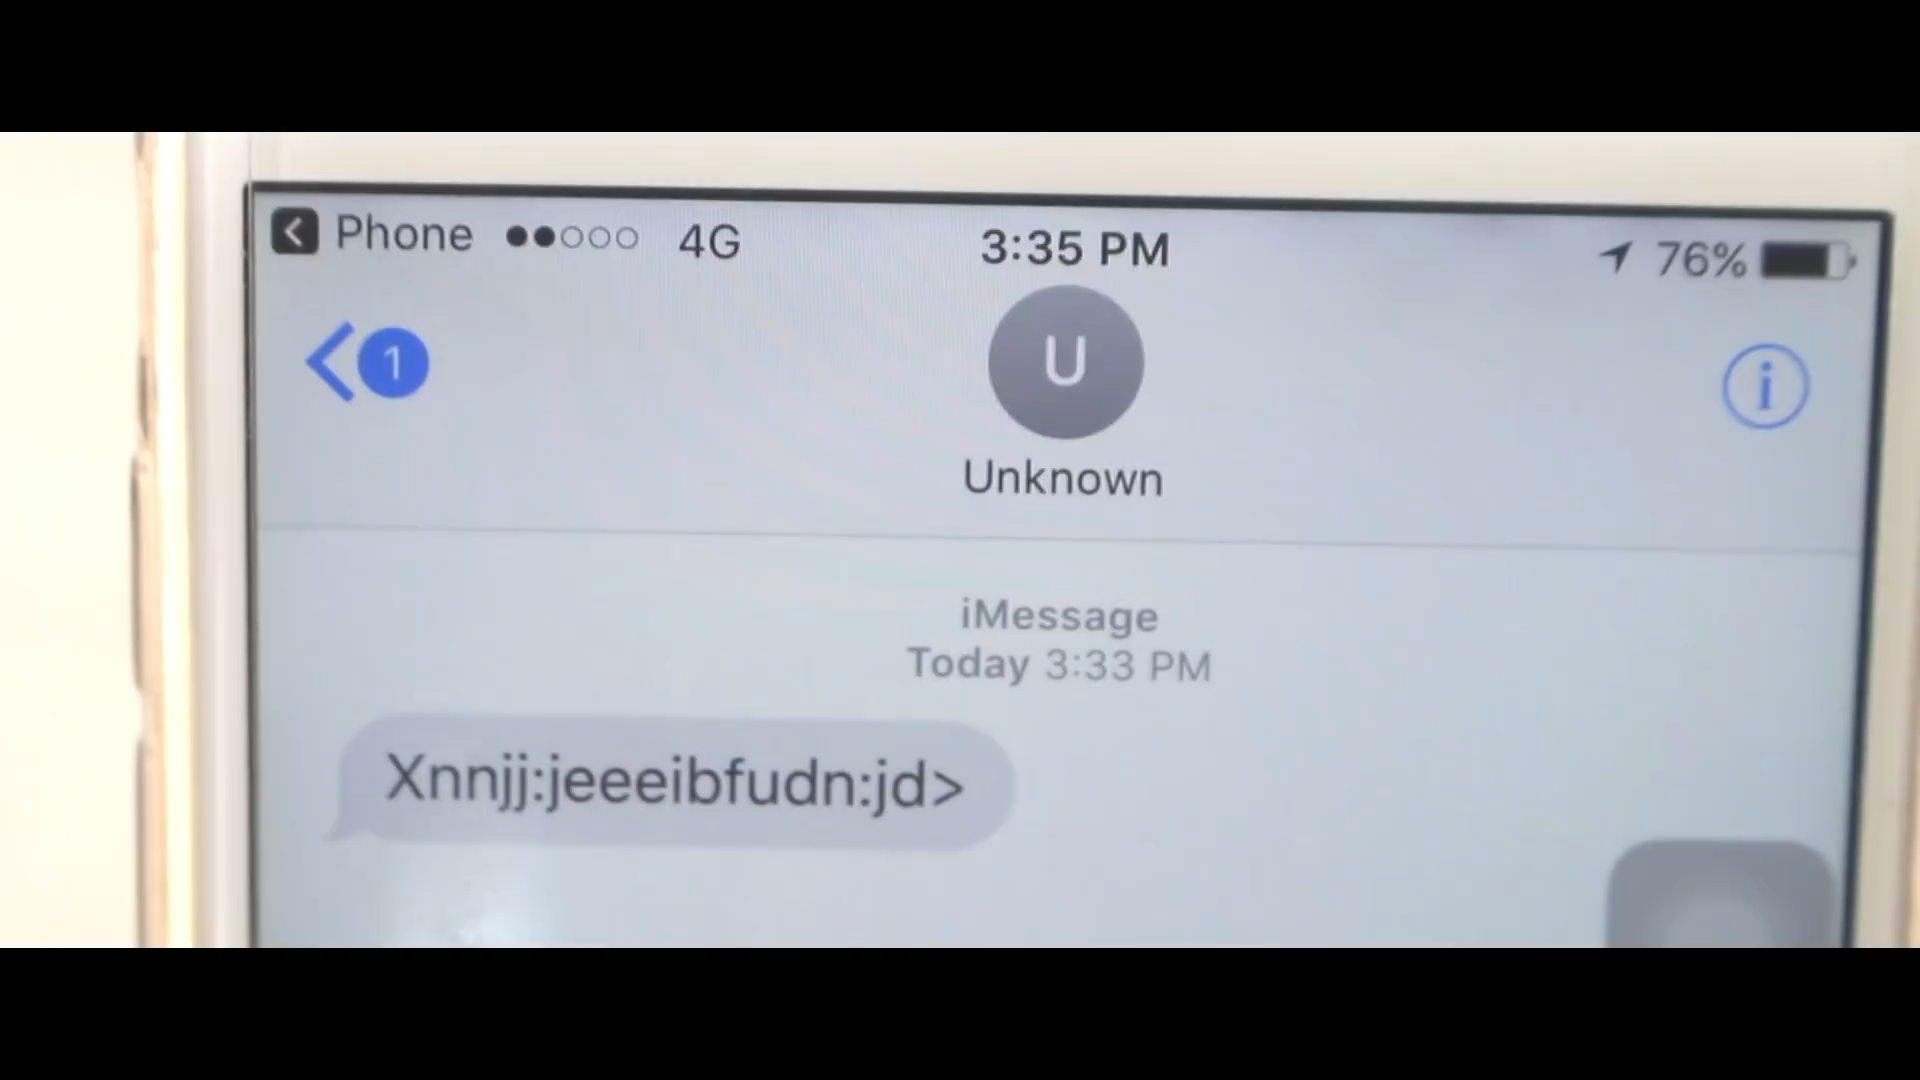 Phone 4G 3:35 PM 76%
1
U
i
Unknown
iMessage
Today 3:33 PM
Xnnjj:jeeeibfudn:jd>